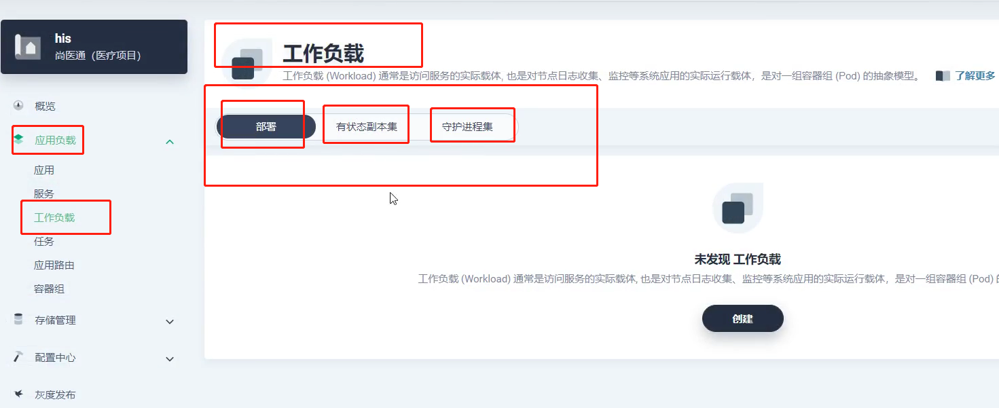 his
尚医通（医疗项目）
概览
应用负载
应用
服务
工作负载
任务
应用路由
容器组
存储管理
配置中心
灰度发布
工作负载
工作负载 (Workload) 通常是访问服务的实际载体, 也是对节点日志收集、监控等系统应用的实际运行载体，是对一组容器组 (Pod) 的抽象模型。
了解更多
部署
有状态副本集
守护进程集
未发现 工作负载
工作负载 (Workload) 通常是访问服务的实际载体, 也是对节点日志收集、监控等系统应用的实际运行载体，是对一组容器组 (Pod)
创建